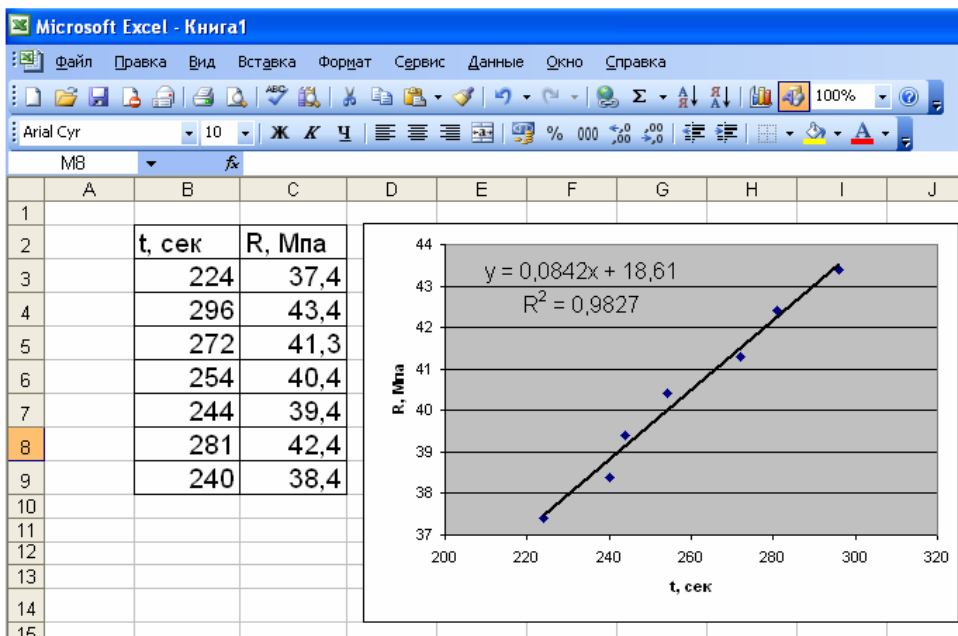 Microsoft Excel - Книга1
Файл Правка Вид Вставка Формат Сервис Данные Окно Справка
100%
Arial Cyr 10 Ж К Ч % 000
M8 fx
A B C D E F G H I J
1
2 t, сек R, Мпа
3 224 37,4
4 296 43,4
5 272 41,3
6 254 40,4
7 244 39,4
8 281 42,4
9 240 38,4
10
11
12
13
14
15
y = 0,0842x + 18,61
R² = 0,9827
44
43
42
41
40
39
38
37
R, Мпа
200 220 240 260 280 300 320
t, сек